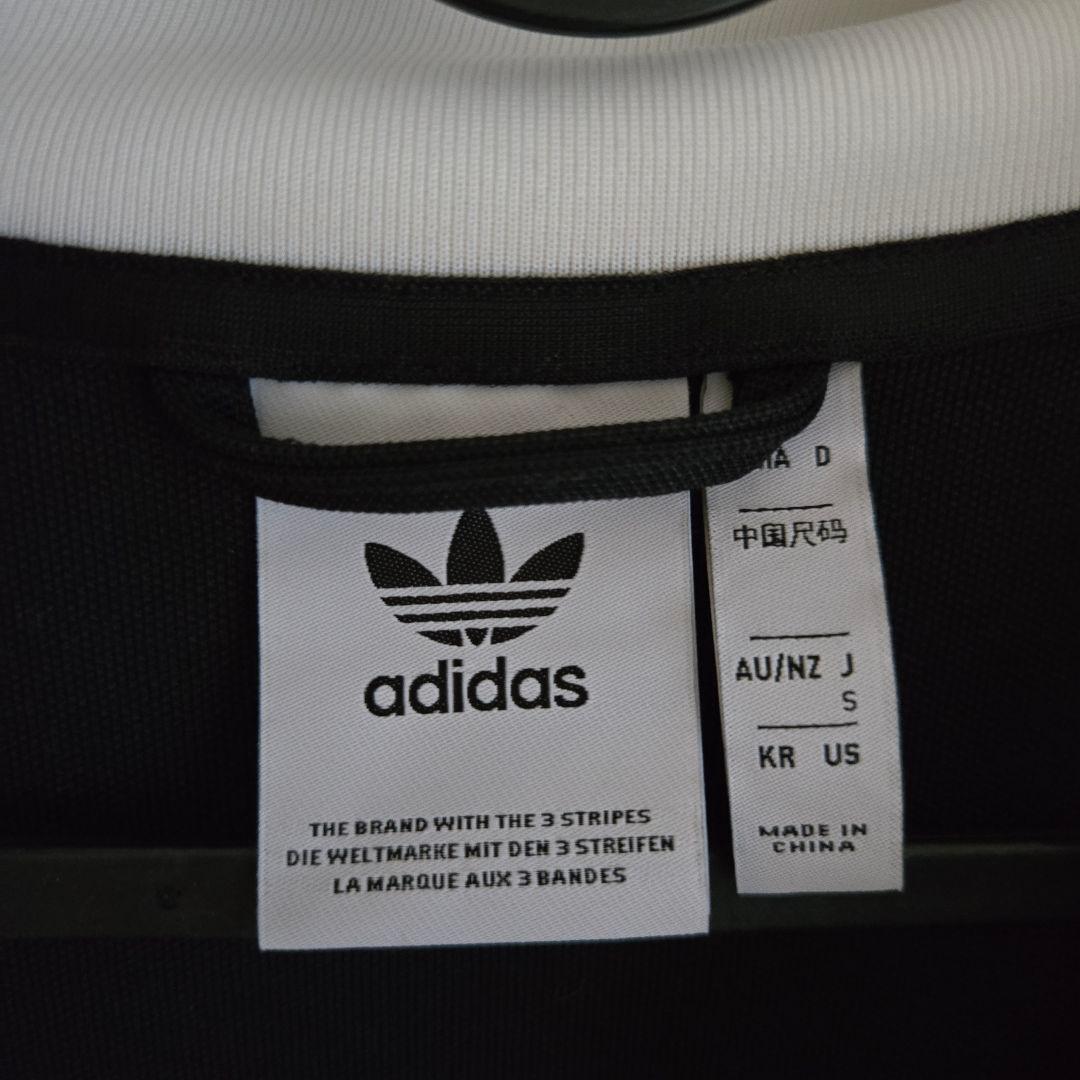 adidas
THE BRAND WITH THE 3 STRIPES
DIE WELTMARKE MIT DEN 3 STREIFEN
LA MARQUE AUX 3 BANDES
D
中国尺码
AU/NZ J
S
KR US
MADE IN
CHINA